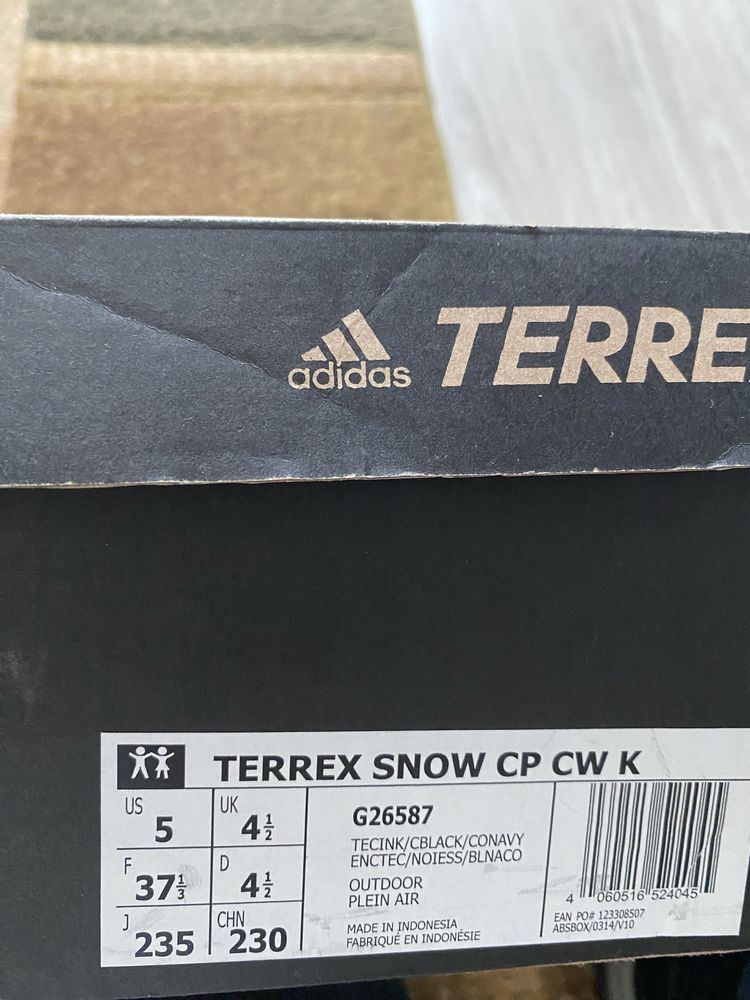 adidas TERRE
TERREX SNOW CP CW K
US 5
UK 4½
F 37⅓
D 4½
J 235
CHN 230
G26587
TECINK/CBLACK/CONAVY
ENCTEC/NOIESS/BLNACO
OUTDOOR
PLEIN AIR
MADE IN INDONESIA
FABRIQUÉ EN INDONÉSIE
4 060516 524045
EAN PO# 123308507
ABSBOX/0314/V10